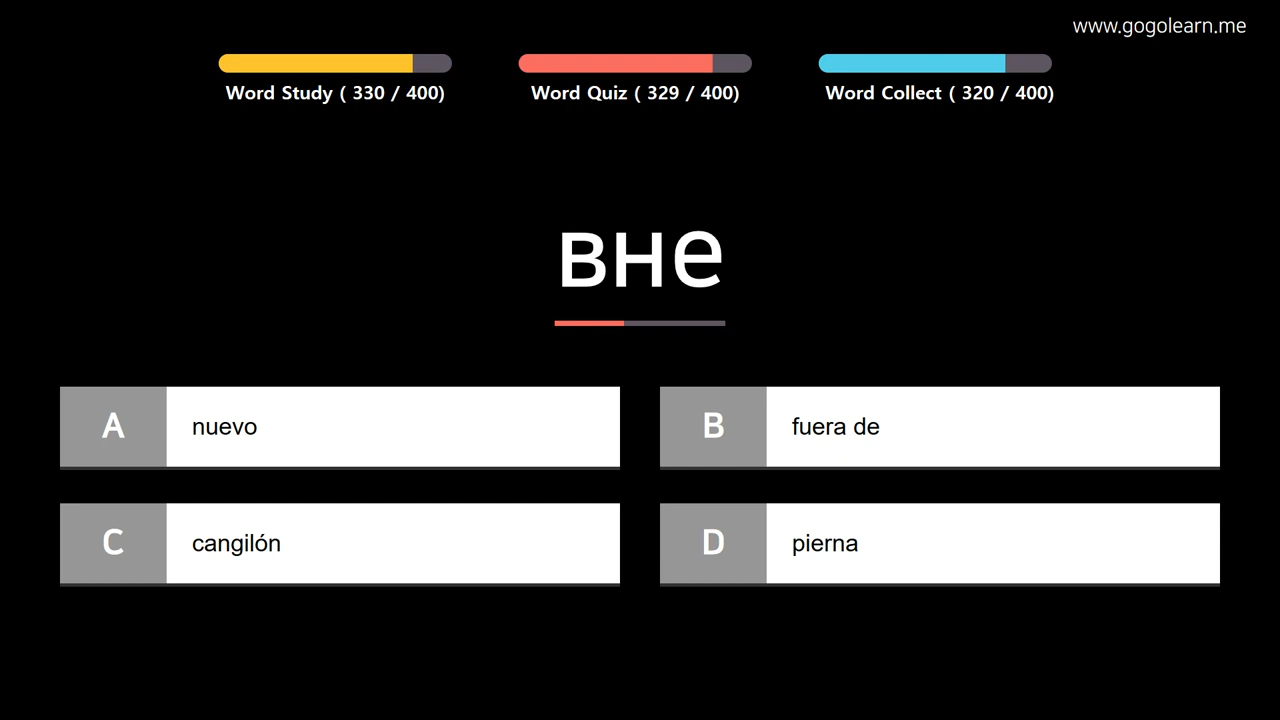 www.gogolearn.me
Word Study ( 330 / 400)
Word Quiz ( 329 / 400)
Word Collect ( 320 / 400)
вне
A
nuevo
B
fuera de
C
cangilón
D
pierna